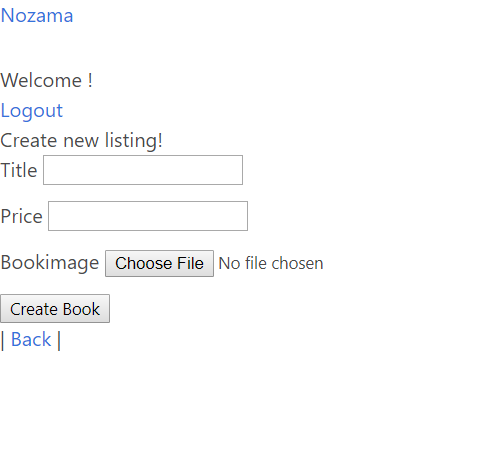 Nozama
Welcome !
Logout
Create new listing!
Title
Price
Bookimage Choose File No file chosen
Create Book
| Back |